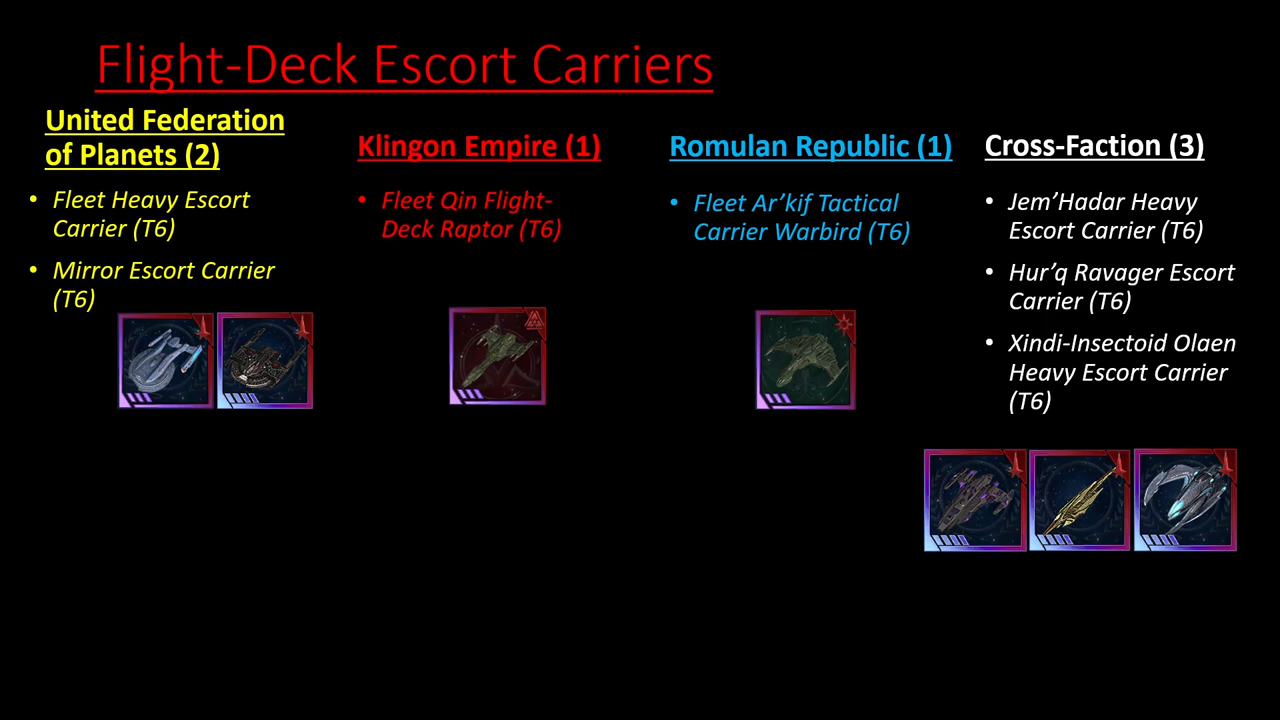 Flight-Deck Escort Carriers
United Federation
of Planets (2)
• Fleet Heavy Escort
Carrier (T6)
• Mirror Escort Carrier
(T6)
Klingon Empire (1)
• Fleet Qin Flight-
Deck Raptor (T6)
Romulan Republic (1)
• Fleet Ar’kif Tactical
Carrier Warbird (T6)
Cross-Faction (3)
• Jem’Hadar Heavy
Escort Carrier (T6)
• Hur’q Ravager Escort
Carrier (T6)
• Xindi-Insectoid Olaen
Heavy Escort Carrier
(T6)